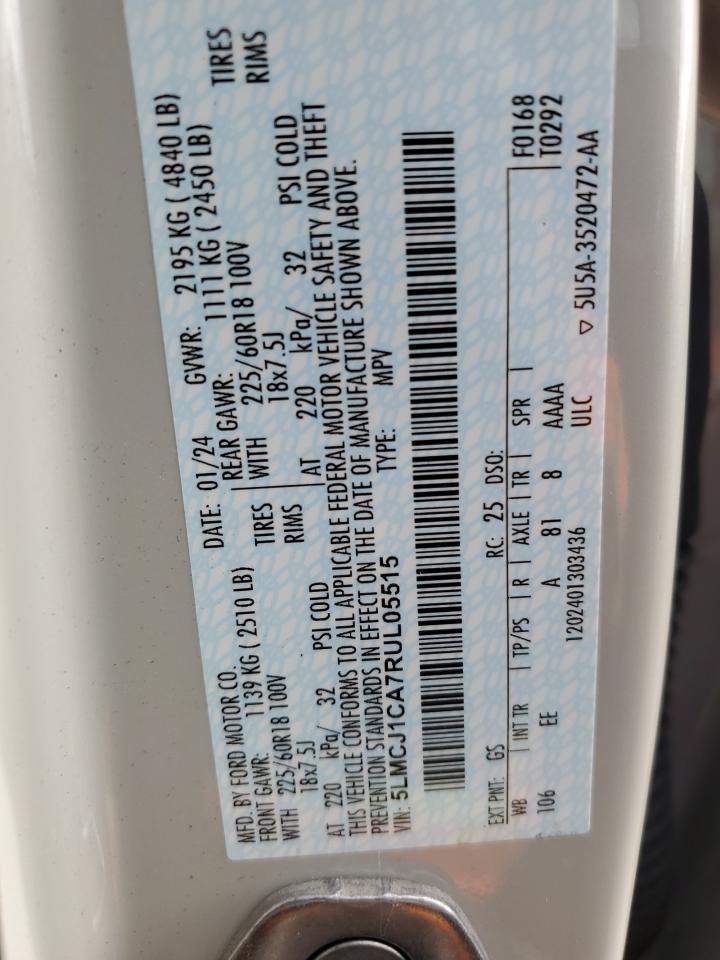 MFD. BY FORD MOTOR CO. DATE: 01/24 GVWR: 2195 KG ( 4840 LB)
FRONT GAWR: 1139 KG ( 2510 LB) REAR GAWR: 1111 KG ( 2450 LB)
WITH 225/60R18 100V TIRES WITH 225/60R18 100V TIRES
18x7.5J RIMS 18x7.5J RIMS
AT 220 kPa/ 32 PSI COLD AT 220 kPa/ 32 PSI COLD
THIS VEHICLE CONFORMS TO ALL APPLICABLE FEDERAL MOTOR VEHICLE SAFETY AND THEFT
PREVENTION STANDARDS IN EFFECT ON THE DATE OF MANUFACTURE SHOWN ABOVE.
VIN: 5LMCJ1CA7RUL05515 TYPE: MPV
EXT PNT: GS RC: 25 DSO: F0168
WB | INT TR | TP/PS | R | AXLE | TR | SPR | T0292
106 EE A 81 8 AAAA
1202401303436 ULC ▽ 5U5A-3520472-AA